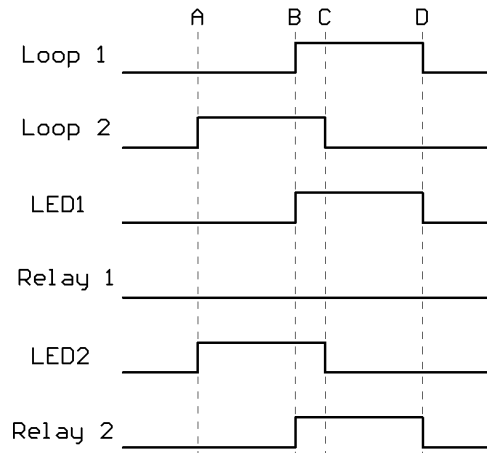 A B C D
Loop 1
Loop 2
LED1
Relay 1
LED2
Relay 2